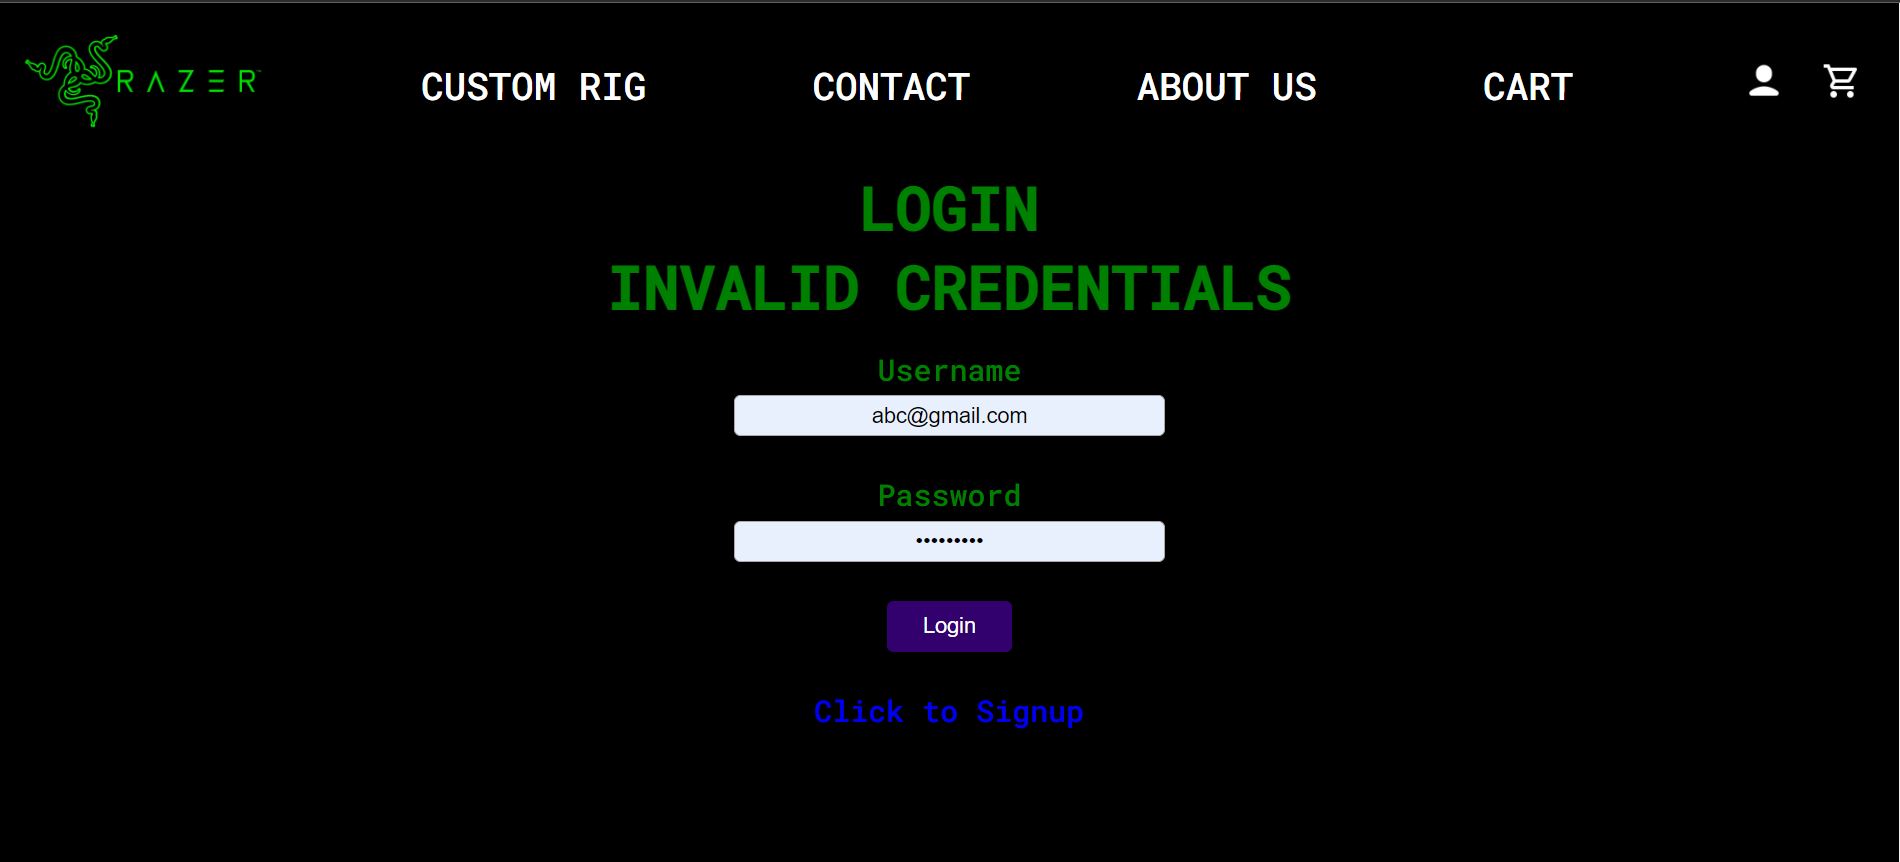 RAZER™
CUSTOM RIG
CONTACT
ABOUT US
CART
LOGIN
INVALID CREDENTIALS
Username
abc@gmail.com
Password
•••••••••
Login
Click to Signup